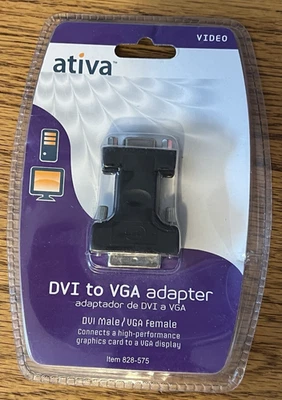 VIDEO
ativa™
DVI to VGA adapter
adaptador de DVI a VGA
DVI Male/VGA Female
Connects a high-performance
graphics card to a VGA display
Item 828-575